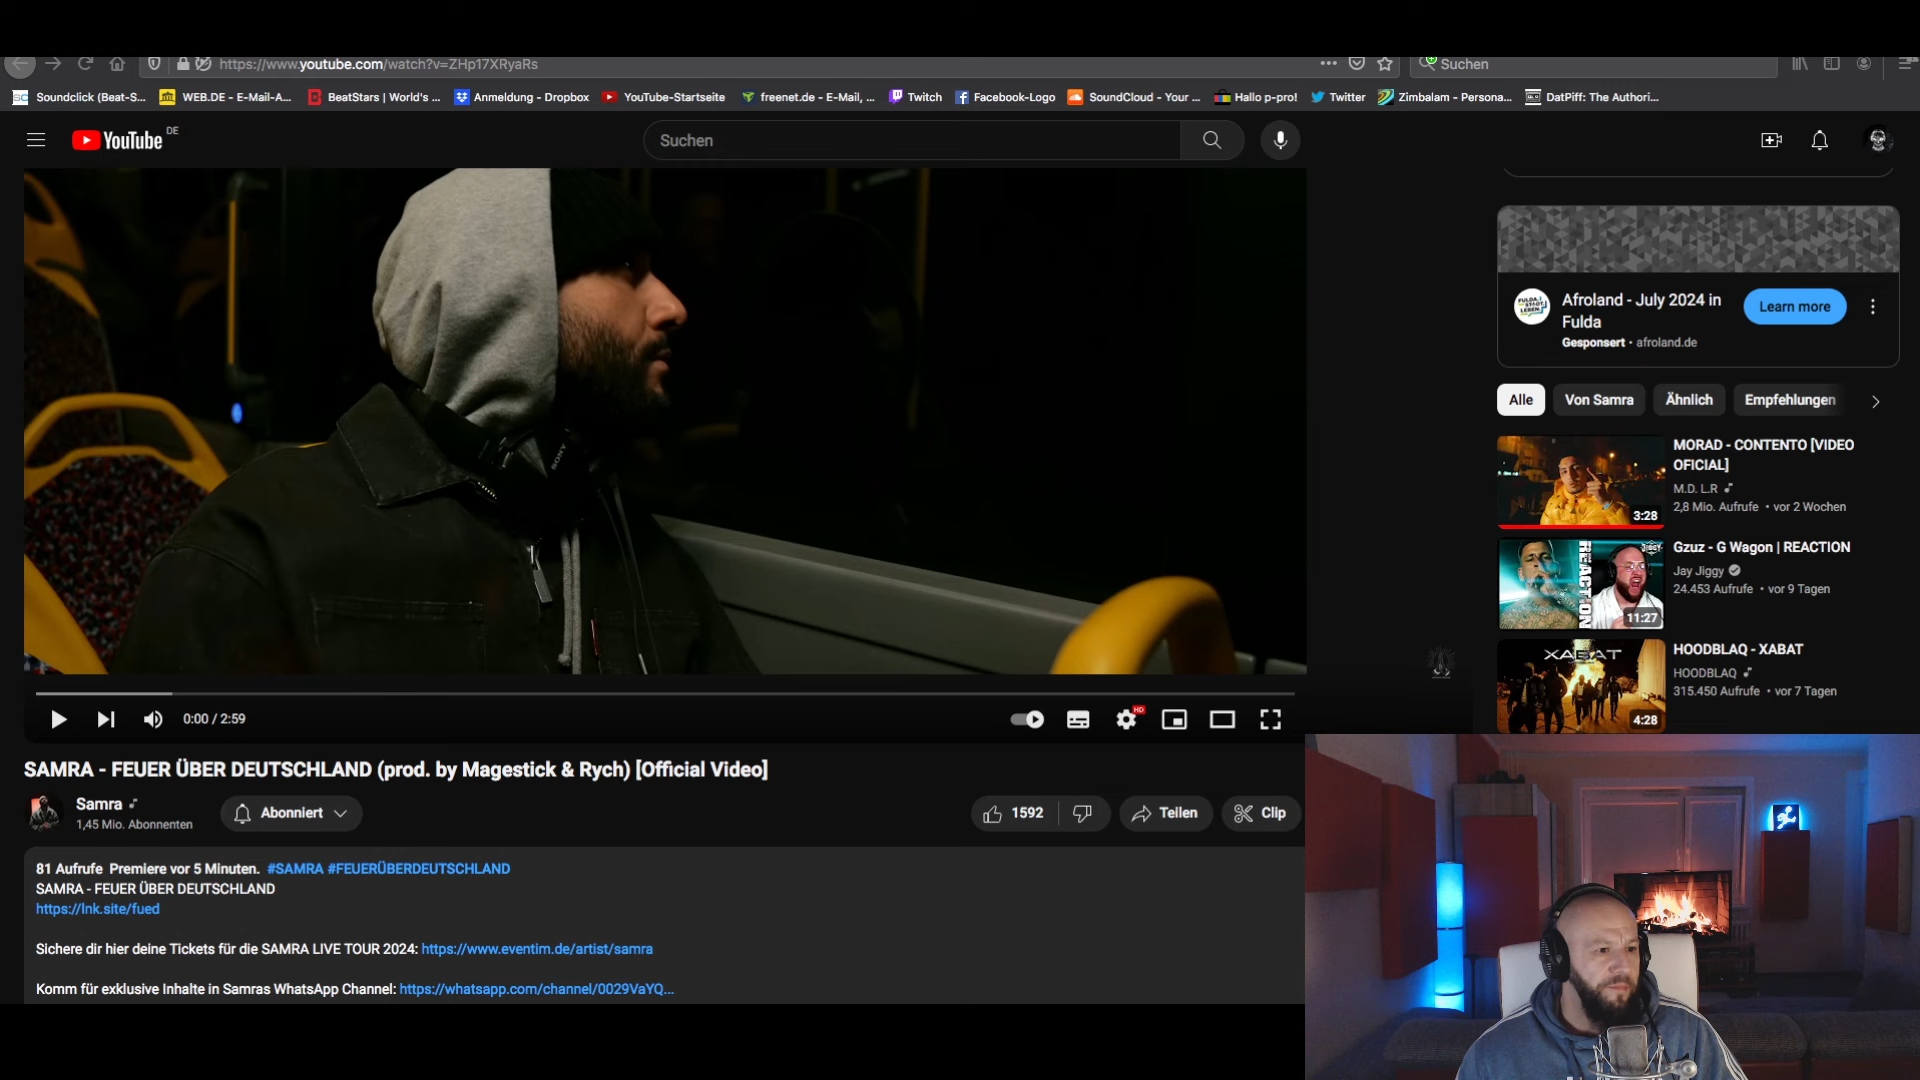 https://www.youtube.com/watch?v=ZHp17XRyaRs
Suchen
Soundclick (Beat-S...
WEB.DE - E-Mail-A...
BeatStars | World's ...
Anmeldung - Dropbox
YouTube-Startseite
freenet.de - E-Mail, ...
Twitch
Facebook-Logo
SoundCloud - Your ...
Hallo p-pro!
Twitter
Zimbalam - Persona...
DatPiff: The Authori...
YouTube DE
Suchen
SONY
Afroland - July 2024 in
Fulda
Learn more
Gesponsert • afroland.de
Alle
Von Samra
Ähnlich
Empfehlungen
MORAD - CONTENTO [VIDEO
OFICIAL]
M.D. L.R
2,8 Mio. Aufrufe • vor 2 Wochen
3:28
Gzuz - G Wagon | REACTION
Jay Jiggy
24.453 Aufrufe • vor 9 Tagen
REACTION
11:27
HOODBLAQ - XABAT
HOODBLAQ
315.450 Aufrufe • vor 7 Tagen
XABAT
4:28
0:00 / 2:59
HD
SAMRA - FEUER ÜBER DEUTSCHLAND (prod. by Magestick & Rych) [Official Video]
Samra
1,45 Mio. Abonnenten
Abonniert
1592
Teilen
Clip
81 Aufrufe Premiere vor 5 Minuten. #SAMRA #FEUERÜBERDEUTSCHLAND
SAMRA - FEUER ÜBER DEUTSCHLAND
https://lnk.site/fued
Sichere dir hier deine Tickets für die SAMRA LIVE TOUR 2024: https://www.eventim.de/artist/samra
Komm für exklusive Inhalte in Samras WhatsApp Channel: https://whatsapp.com/channel/0029VaYQ...